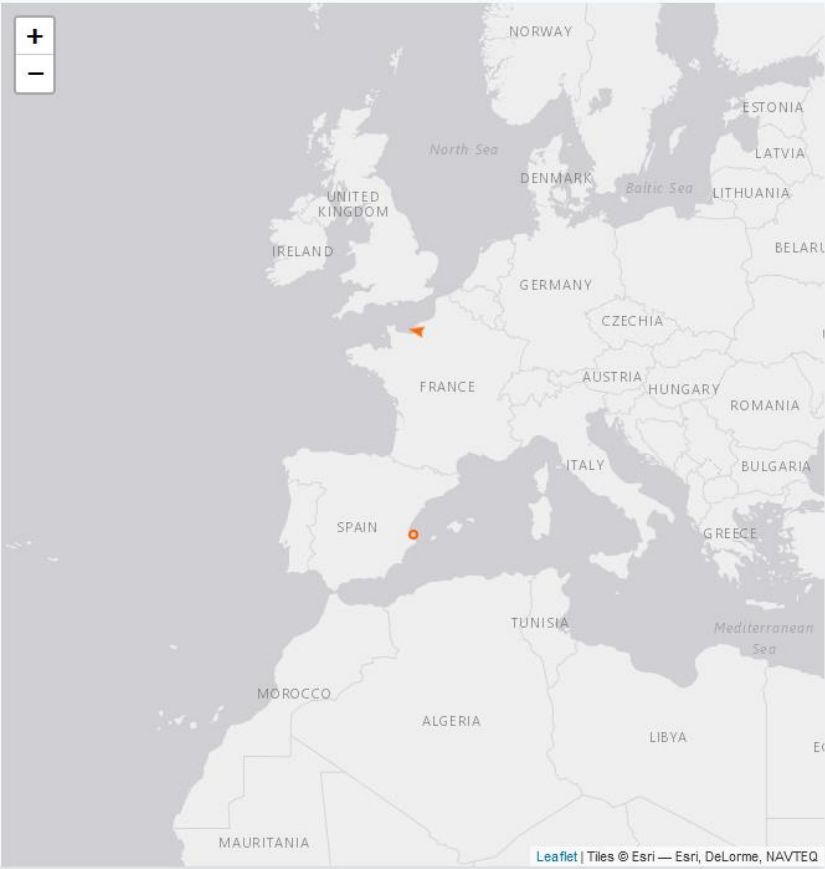 +
−
NORWAY
ESTONIA
North Sea
LATVIA
DENMARK
Baltic Sea
LITHUANIA
UNITED
KINGDOM
IRELAND
BELARU
GERMANY
CZECHIA
AUSTRIA
HUNGARY
FRANCE
ROMANIA
ITALY
BULGARIA
SPAIN
GREECE
TUNISIA
Mediterranean
Sea
MOROCCO
ALGERIA
LIBYA
MAURITANIA
Leaflet | Tiles © Esri — Esri, DeLorme, NAVTEQ